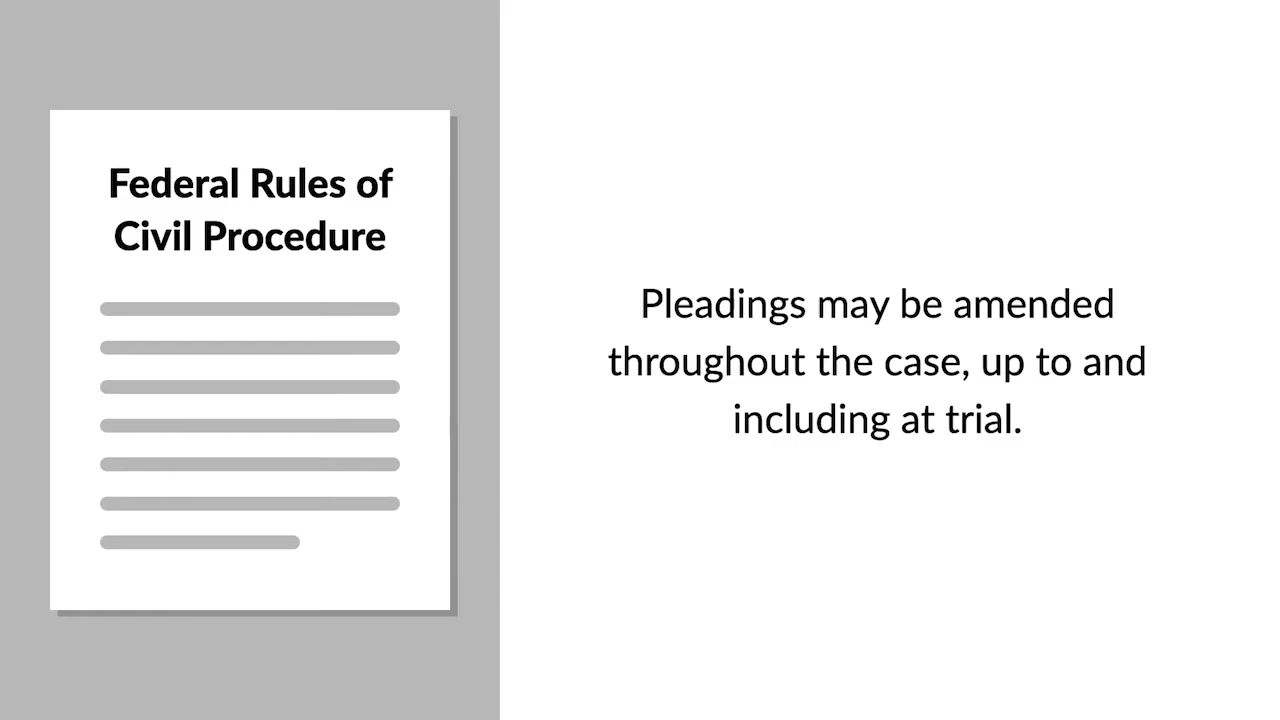 Federal Rules of
Civil Procedure
Pleadings may be amended
throughout the case, up to and
including at trial.